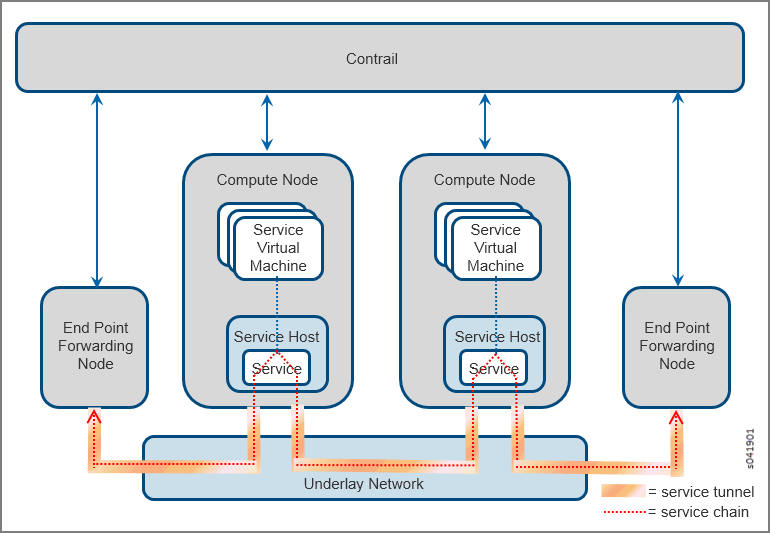 Contrail
Compute Node
Service
Virtual
Machine
Service Host
Service
Compute Node
Service
Virtual
Machine
Service Host
Service
End Point
Forwarding
Node
End Point
Forwarding
Node
Underlay Network
= service tunnel
= service chain
s041901